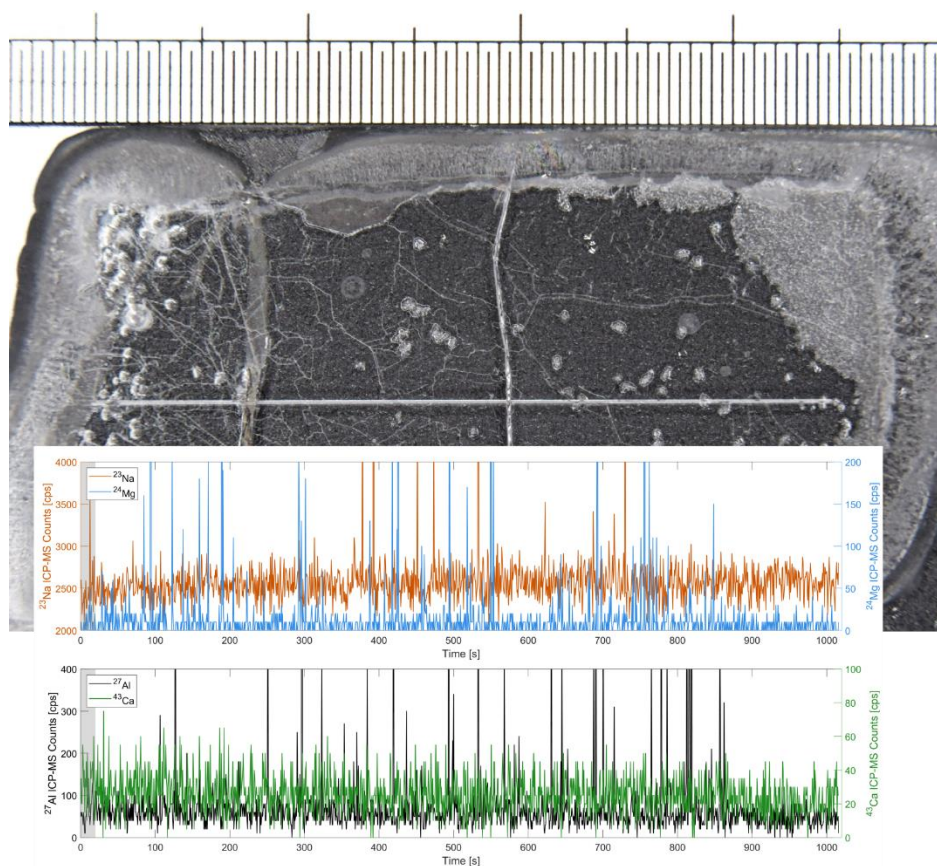 4000
3500
3000
2500
2000
²³Na ICP-MS Counts [cps]
²³Na
²⁴Mg
200
150
100
50
0
²⁴Mg ICP-MS Counts [cps]
0 100 200 300 400 500 600 700 800 900 1000
Time [s]
400
300
200
100
0
²⁷Al ICP-MS Counts [cps]
²⁷Al
⁴³Ca
100
80
60
40
20
0
⁴³Ca ICP-MS Counts [cps]
0 100 200 300 400 500 600 700 800 900 1000
Time [s]